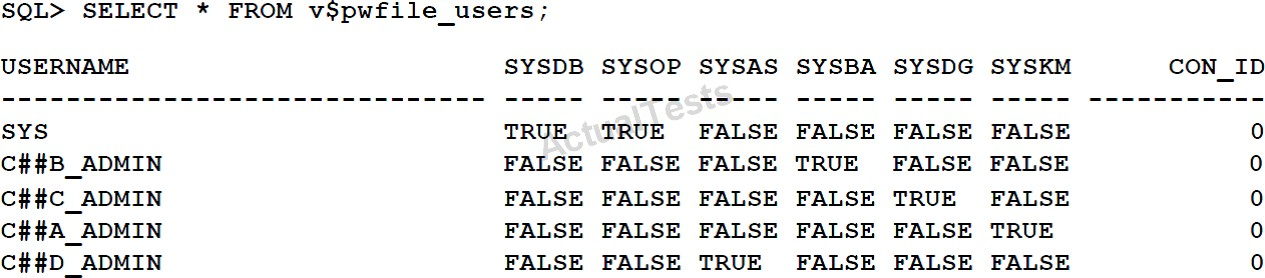 SQL> SELECT * FROM v$pwfile_users;
USERNAME SYSDB SYSOP SYSAS SYSBA SYSDG SYSKM CON_ID
------------------------------ ----- ----- ----- ----- ----- ----- -----------
SYS TRUE TRUE FALSE FALSE FALSE FALSE 0
C##B_ADMIN FALSE FALSE FALSE TRUE FALSE FALSE 0
C##C_ADMIN FALSE FALSE FALSE FALSE TRUE FALSE 0
C##A_ADMIN FALSE FALSE FALSE FALSE FALSE TRUE 0
C##D_ADMIN FALSE FALSE TRUE FALSE FALSE FALSE 0
ActualTests